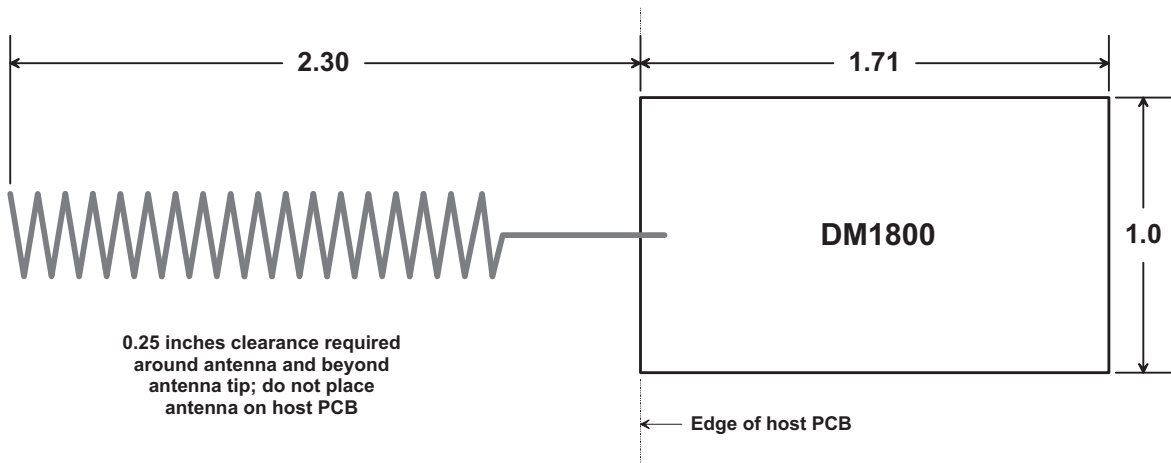 2.30
1.71
DM1800
1.0
0.25 inches clearance required
around antenna and beyond
antenna tip; do not place
antenna on host PCB
Edge of host PCB